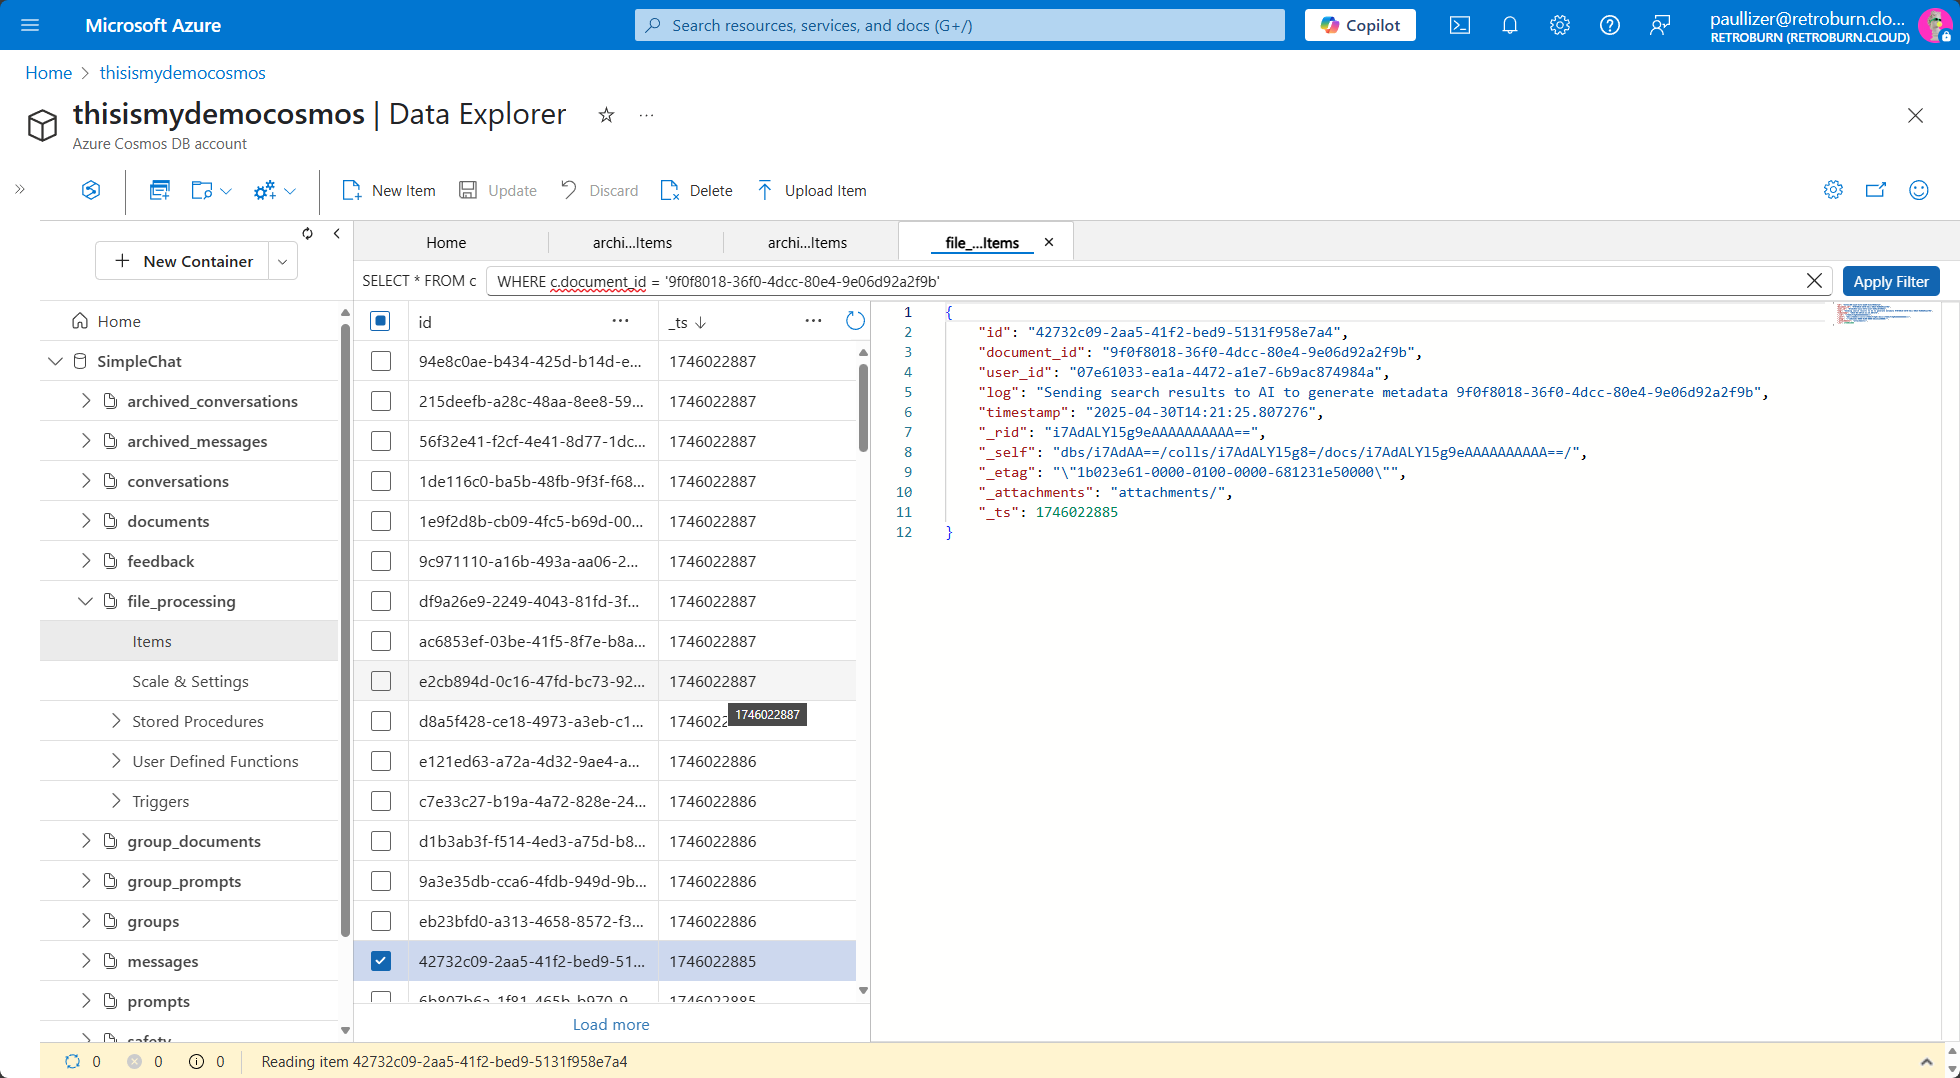 Microsoft Azure
Search resources, services, and docs (G+/)
Copilot
paullizer@retroburn.clo...
RETROBURN (RETROBURN.CLOUD)
Home > thisismydemocosmos
thisismydemocosmos | Data Explorer
Azure Cosmos DB account
New Item
Update
Discard
Delete
Upload Item
New Container
Home
archi...Items
archi...Items
file_...Items
SELECT * FROM c
WHERE c.document_id = '9f0f8018-36f0-4dcc-80e4-9e06d92a2f9b'
Apply Filter
Home
SimpleChat
archived_conversations
archived_messages
conversations
documents
feedback
file_processing
Items
Scale & Settings
Stored Procedures
User Defined Functions
Triggers
group_documents
group_prompts
groups
messages
prompts
safety
id ... _ts ↓ ...
94e8c0ae-b434-425d-b14d-e... 1746022887
215deefb-a28c-48aa-8ee8-59... 1746022887
56f32e41-f2cf-4e41-8d77-1dc... 1746022887
1de116c0-ba5b-48fb-9f3f-f68... 1746022887
1e9f2d8b-cb09-4fc5-b69d-00... 1746022887
9c971110-a16b-493a-aa06-2... 1746022887
df9a26e9-2249-4043-81fd-3f... 1746022887
ac6853ef-03be-41f5-8f7e-b8a... 1746022887
e2cb894d-0c16-47fd-bc73-92... 1746022887
d8a5f428-ce18-4973-a3eb-c1... 174602
1746022887
e121ed63-a72a-4d32-9ae4-a... 1746022886
c7e33c27-b19a-4a72-828e-24... 1746022886
d1b3ab3f-f514-4ed3-a75d-b8... 1746022886
9a3e35db-cca6-4fdb-949d-9b... 1746022886
eb23bfd0-a313-4658-8572-f3... 1746022886
42732c09-2aa5-41f2-bed9-51... 1746022885
6b807b6a-1f81-465b-b970-9... 1746022885
Load more
1 {
2 "id": "42732c09-2aa5-41f2-bed9-5131f958e7a4",
3 "document_id": "9f0f8018-36f0-4dcc-80e4-9e06d92a2f9b",
4 "user_id": "07e61033-ea1a-4472-a1e7-6b9ac874984a",
5 "log": "Sending search results to AI to generate metadata 9f0f8018-36f0-4dcc-80e4-9e06d92a2f9b",
6 "timestamp": "2025-04-30T14:21:25.807276",
7 "_rid": "i7AdALYl5g9eAAAAAAAAAA==",
8 "_self": "dbs/i7AdAA==/colls/i7AdALYl5g8=/docs/i7AdALYl5g9eAAAAAAAAAA==/",
9 "_etag": "\"1b023e61-0000-0100-0000-681231e50000\"",
10 "_attachments": "attachments/",
11 "_ts": 1746022885
12 }
0 0 0 Reading item 42732c09-2aa5-41f2-bed9-5131f958e7a4